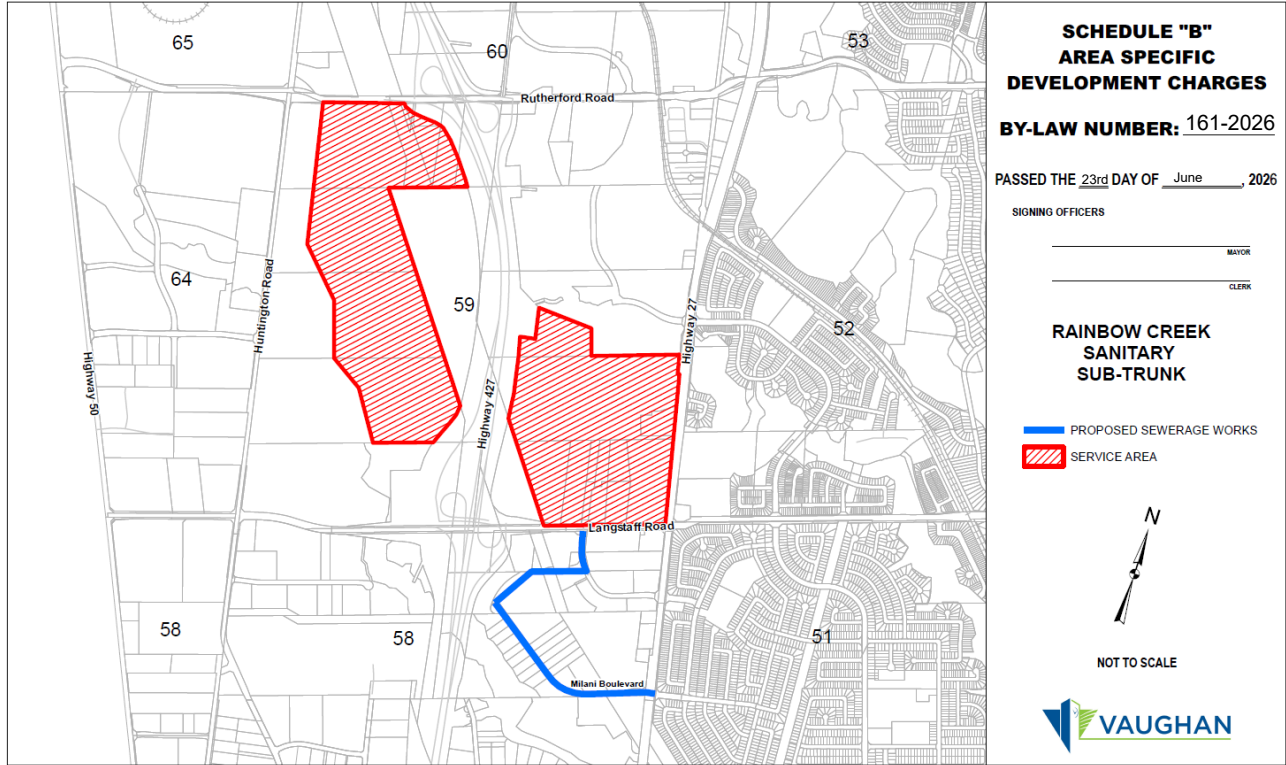 65
60
53
Rutherford Road
64
Huntington Road
59
Highway 27
52
Highway 50
Highway 427
Langstaff Road
58
58
51
Milani Boulevard
SCHEDULE "B"
AREA SPECIFIC
DEVELOPMENT CHARGES
BY-LAW NUMBER: 161-2026
PASSED THE 23rd DAY OF June, 2026
SIGNING OFFICERS
MAYOR
CLERK
RAINBOW CREEK
SANITARY
SUB-TRUNK
PROPOSED SEWERAGE WORKS
SERVICE AREA
N
NOT TO SCALE
VAUGHAN